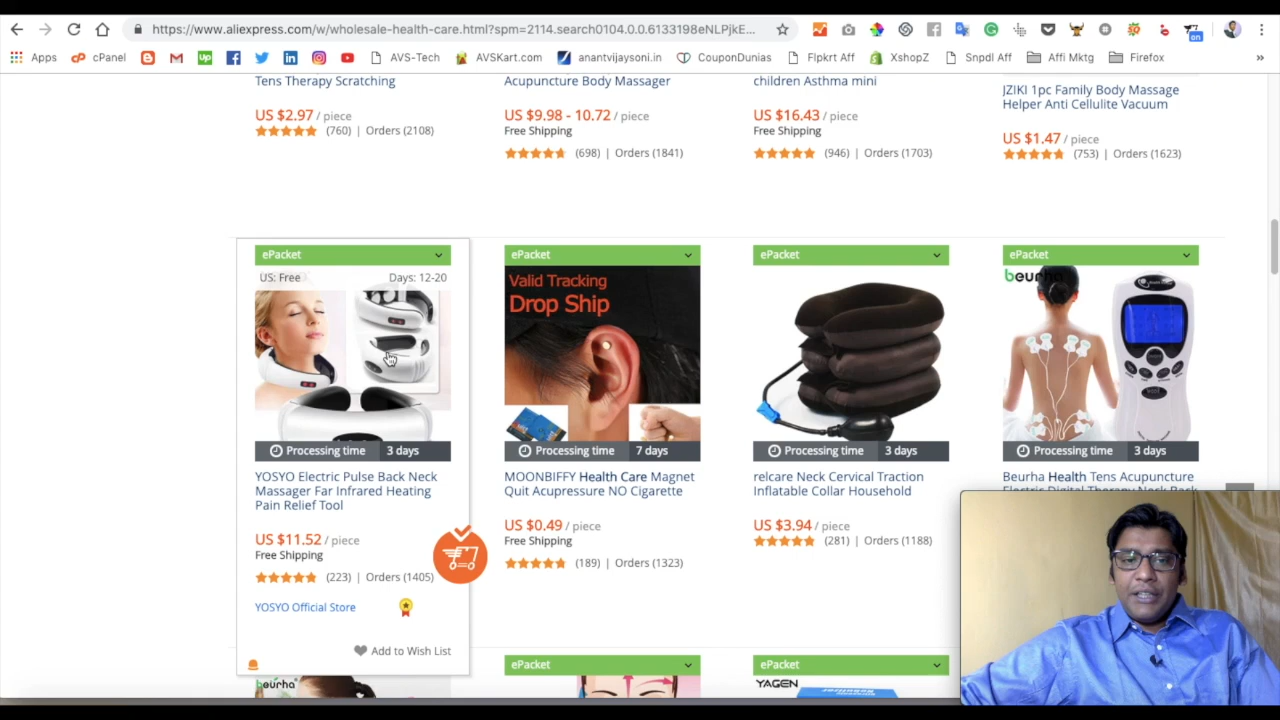 https://www.aliexpress.com/w/wholesale-health-care.html?spm=2114.search0104.0.0.6133198eNLPjkE...
on
Apps
cPanel
AVS-Tech
AVSKart.com
anantvijaysoni.in
CouponDunias
Flpkrt Aff
XshopZ
Snpdl Aff
Affi Mktg
Firefox
»
Tens Therapy Scratching
US $2.97 / piece
(760) | Orders (2108)
Acupuncture Body Massager
US $9.98 - 10.72 / piece
Free Shipping
(698) | Orders (1841)
children Asthma mini
US $16.43 / piece
Free Shipping
(946) | Orders (1703)
JZIKI 1pc Family Body Massage
Helper Anti Cellulite Vacuum
US $1.47 / piece
(753) | Orders (1623)
ePacket
US: Free Days: 12-20
Processing time 3 days
YOSYO Electric Pulse Back Neck
Massager Far Infrared Heating
Pain Relief Tool
US $11.52 / piece
Free Shipping
(223) | Orders (1405)
YOSYO Official Store
Add to Wish List
ePacket
Valid Tracking
Drop Ship
Processing time 7 days
MOONBIFFY Health Care Magnet
Quit Acupressure NO Cigarette
US $0.49 / piece
Free Shipping
(189) | Orders (1323)
ePacket
Processing time 3 days
relcare Neck Cervical Traction
Inflatable Collar Household
US $3.94 / piece
(281) | Orders (1188)
ePacket
beurha
Processing time 3 days
Beurha Health Tens Acupuncture
Electric Digital Therapy Neck Back
beurha
ePacket
ePacket
YAGEN